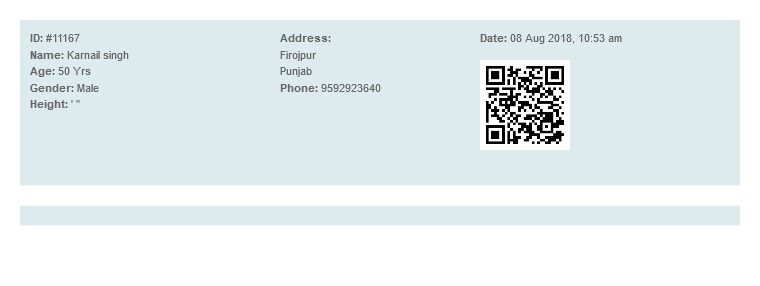 ID: #11167
Name: Karnail singh
Age: 50 Yrs
Gender: Male
Height: ' "
Address:
Firojpur
Punjab
Phone: 9592923640
Date: 08 Aug 2018, 10:53 am